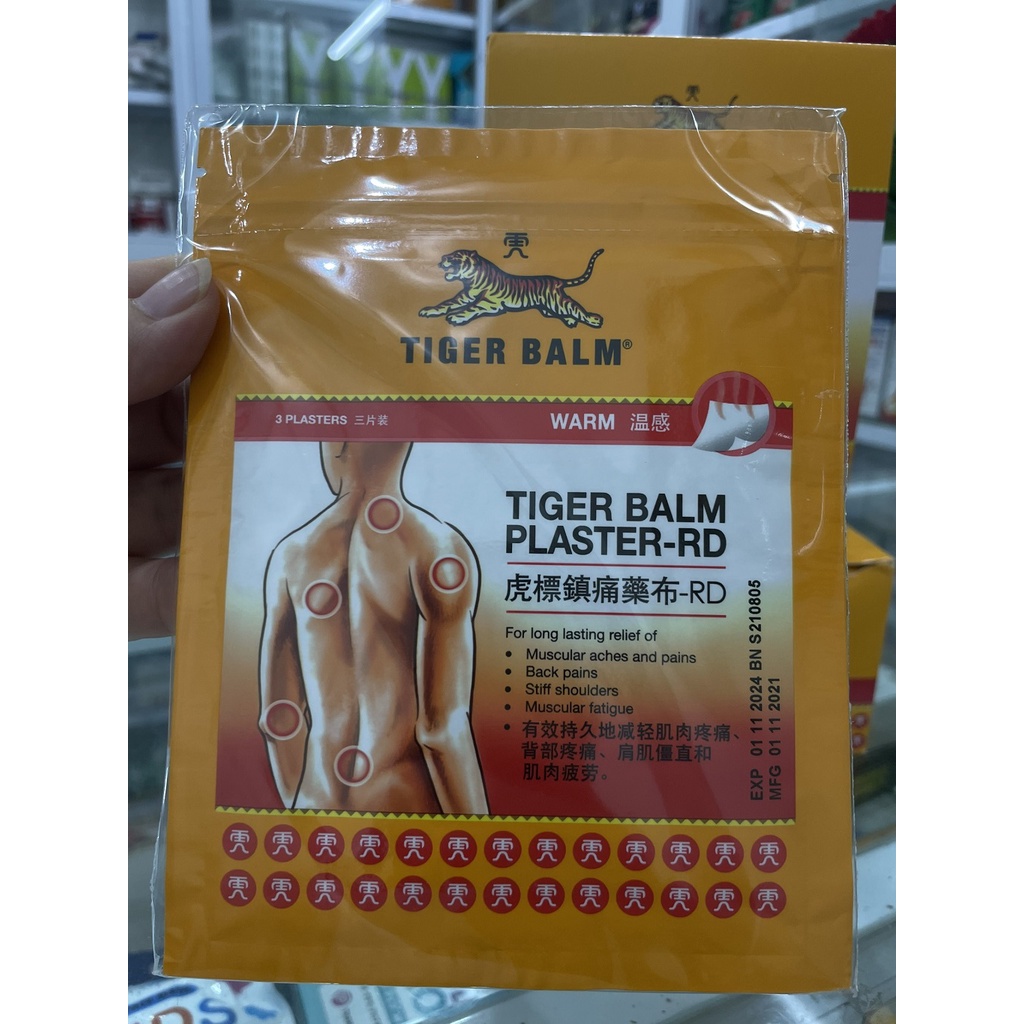 虎
TIGER BALM®
3 PLASTERS 三片装
WARM 温感
TIGER BALM
PLASTER-RD
虎標鎮痛藥布-RD
For long lasting relief of
• Muscular aches and pains
• Back pains
• Stiff shoulders
• Muscular fatigue
• 有效持久地减轻肌肉疼痛、
背部疼痛、肩肌僵直和
肌肉疲劳。
EXP 01 11 2024 BN S210805
MFG 01 11 2021